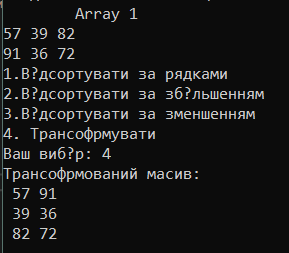 Array 1
57 39 82
91 36 72
1.В?дсортувати за рядками
2.В?дсортувати за зб?льшенням
3.В?дсортувати за зменшенням
4. Трансофрмувати
Ваш виб?р: 4
Трансофрмований масив:
57 91
39 36
82 72